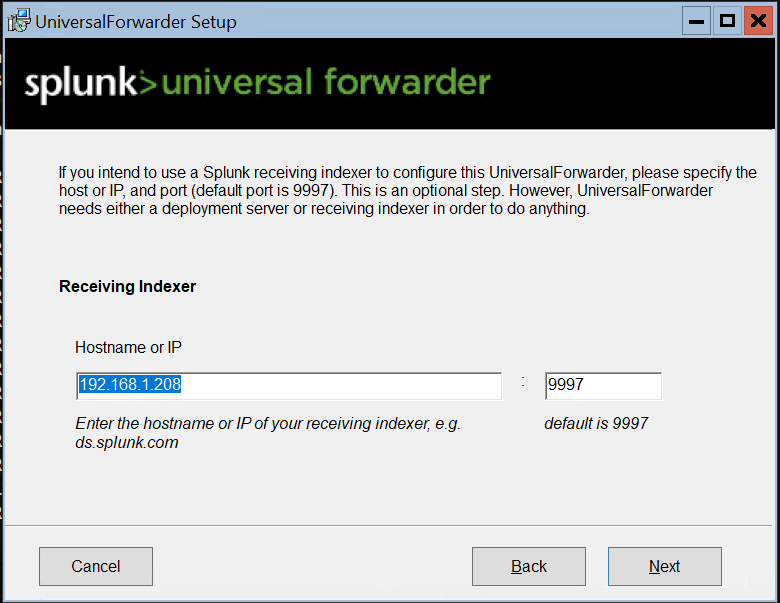 UniversalForwarder Setup
splunk>universal forwarder
If you intend to use a Splunk receiving indexer to configure this UniversalForwarder, please specify the
host or IP, and port (default port is 9997). This is an optional step. However, UniversalForwarder
needs either a deployment server or receiving indexer in order to do anything.
Receiving Indexer
Hostname or IP
192.168.1.208 : 9997
Enter the hostname or IP of your receiving indexer, e.g. default is 9997
ds.splunk.com
Cancel Back Next